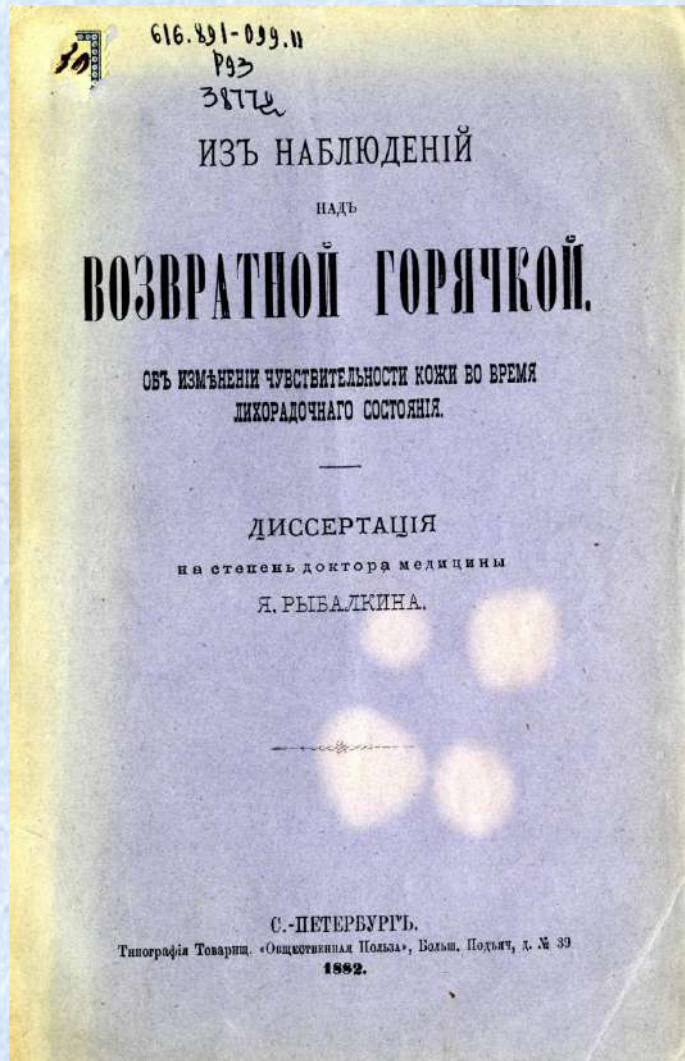 616.891-099.11
Р93
ИЗЪ НАБЛЮДЕНІЙ
НАДЪ
ВОЗВРАТНОЙ ГОРЯЧКОЙ.
ОБЪ ИЗМѢНЕНІИ ЧУВСТВИТЕЛЬНОСТИ КОЖИ ВО ВРЕМЯ
ЛИХОРАДОЧНАГО СОСТОЯНІЯ.
ДИССЕРТАЦІЯ
на степень доктора медицины
Я. РЫБАЛКИНА.
С.-ПЕТЕРБУРГЪ.
Типографія Товарищ. «Общественная Польза», Больш. Подъяч, д. № 39
1882.